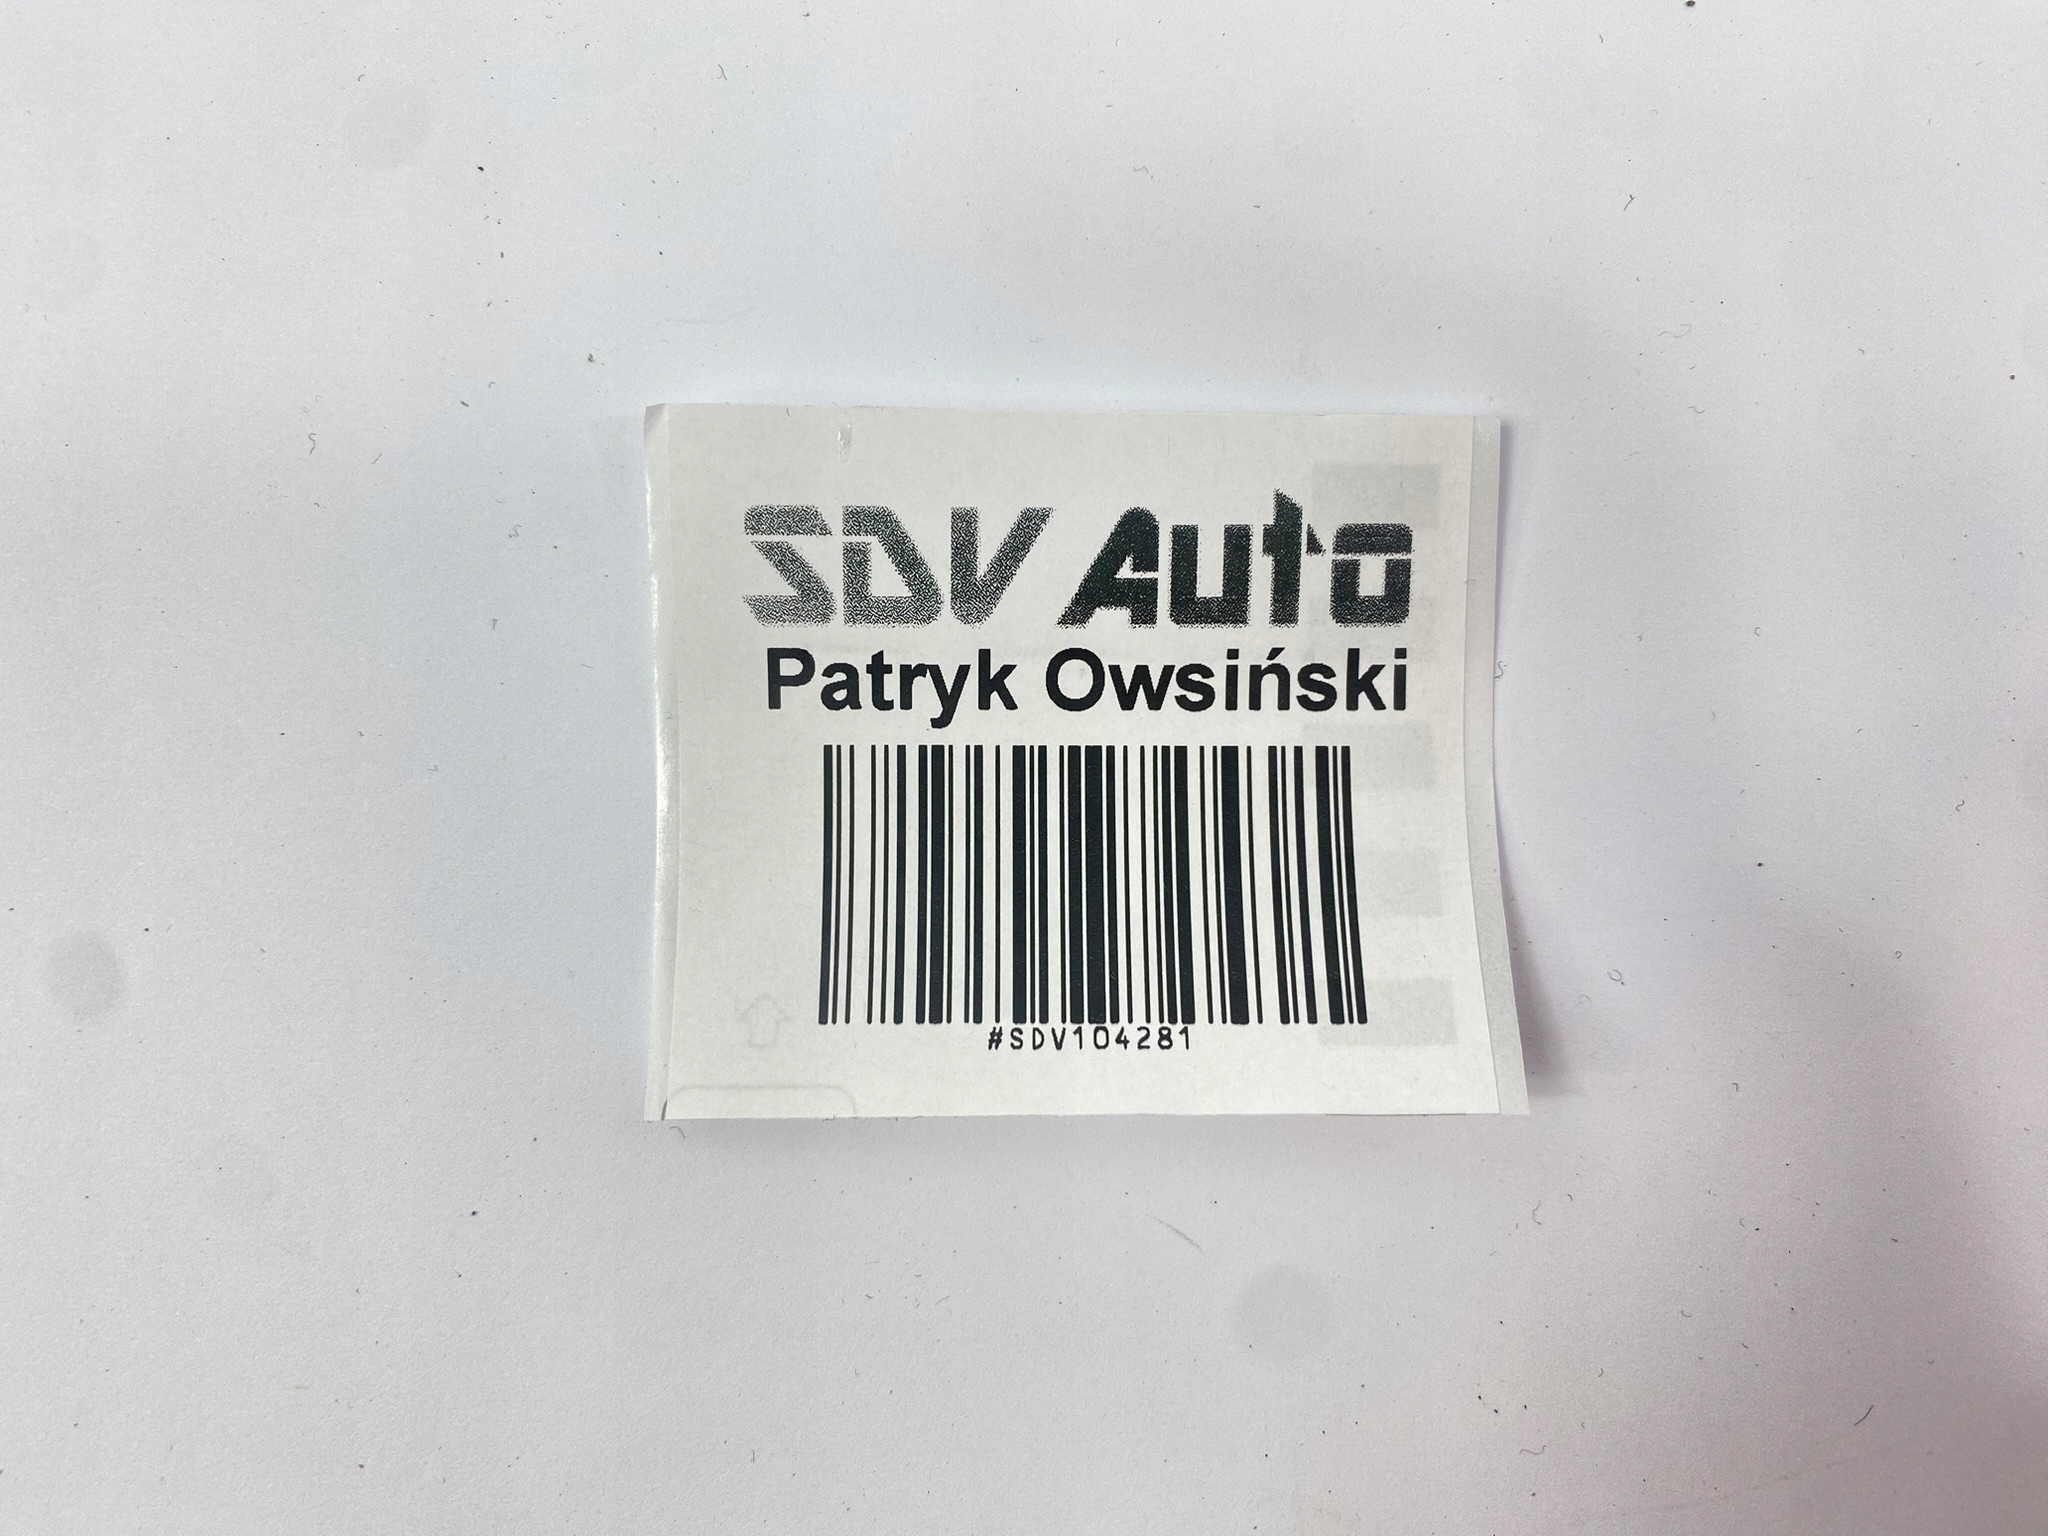 SDV Auto
Patryk Owsiński
#SDV104281